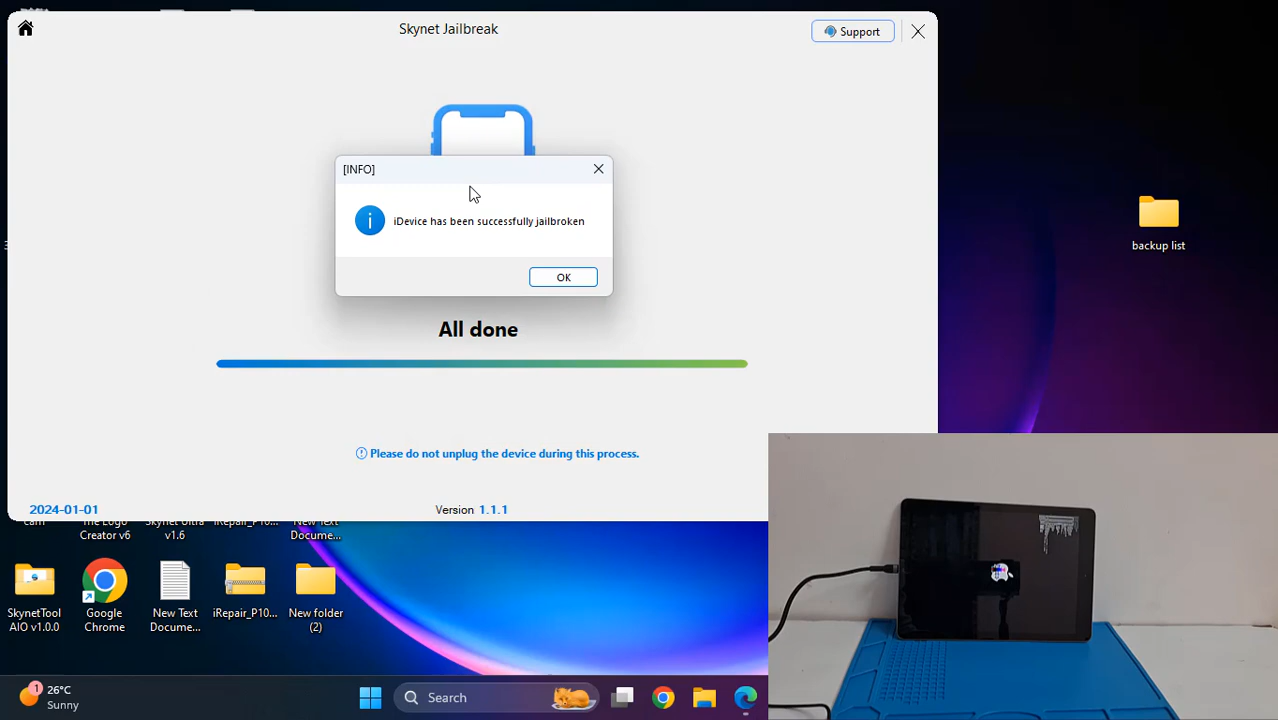 Skynet Jailbreak
Support
[INFO]
iDevice has been successfully jailbroken
OK
All done
Please do not unplug the device during this process.
2024-01-01
Version 1.1.1
backup list
cam
The Logo
Creator v6
Skynet Ultra
v1.6
iRepair_P10...
New Text
Docume...
SkynetTool
AIO v1.0.0
Google
Chrome
New Text
Docume...
iRepair_P10...
New folder
(2)
1
26°C
Sunny
Search